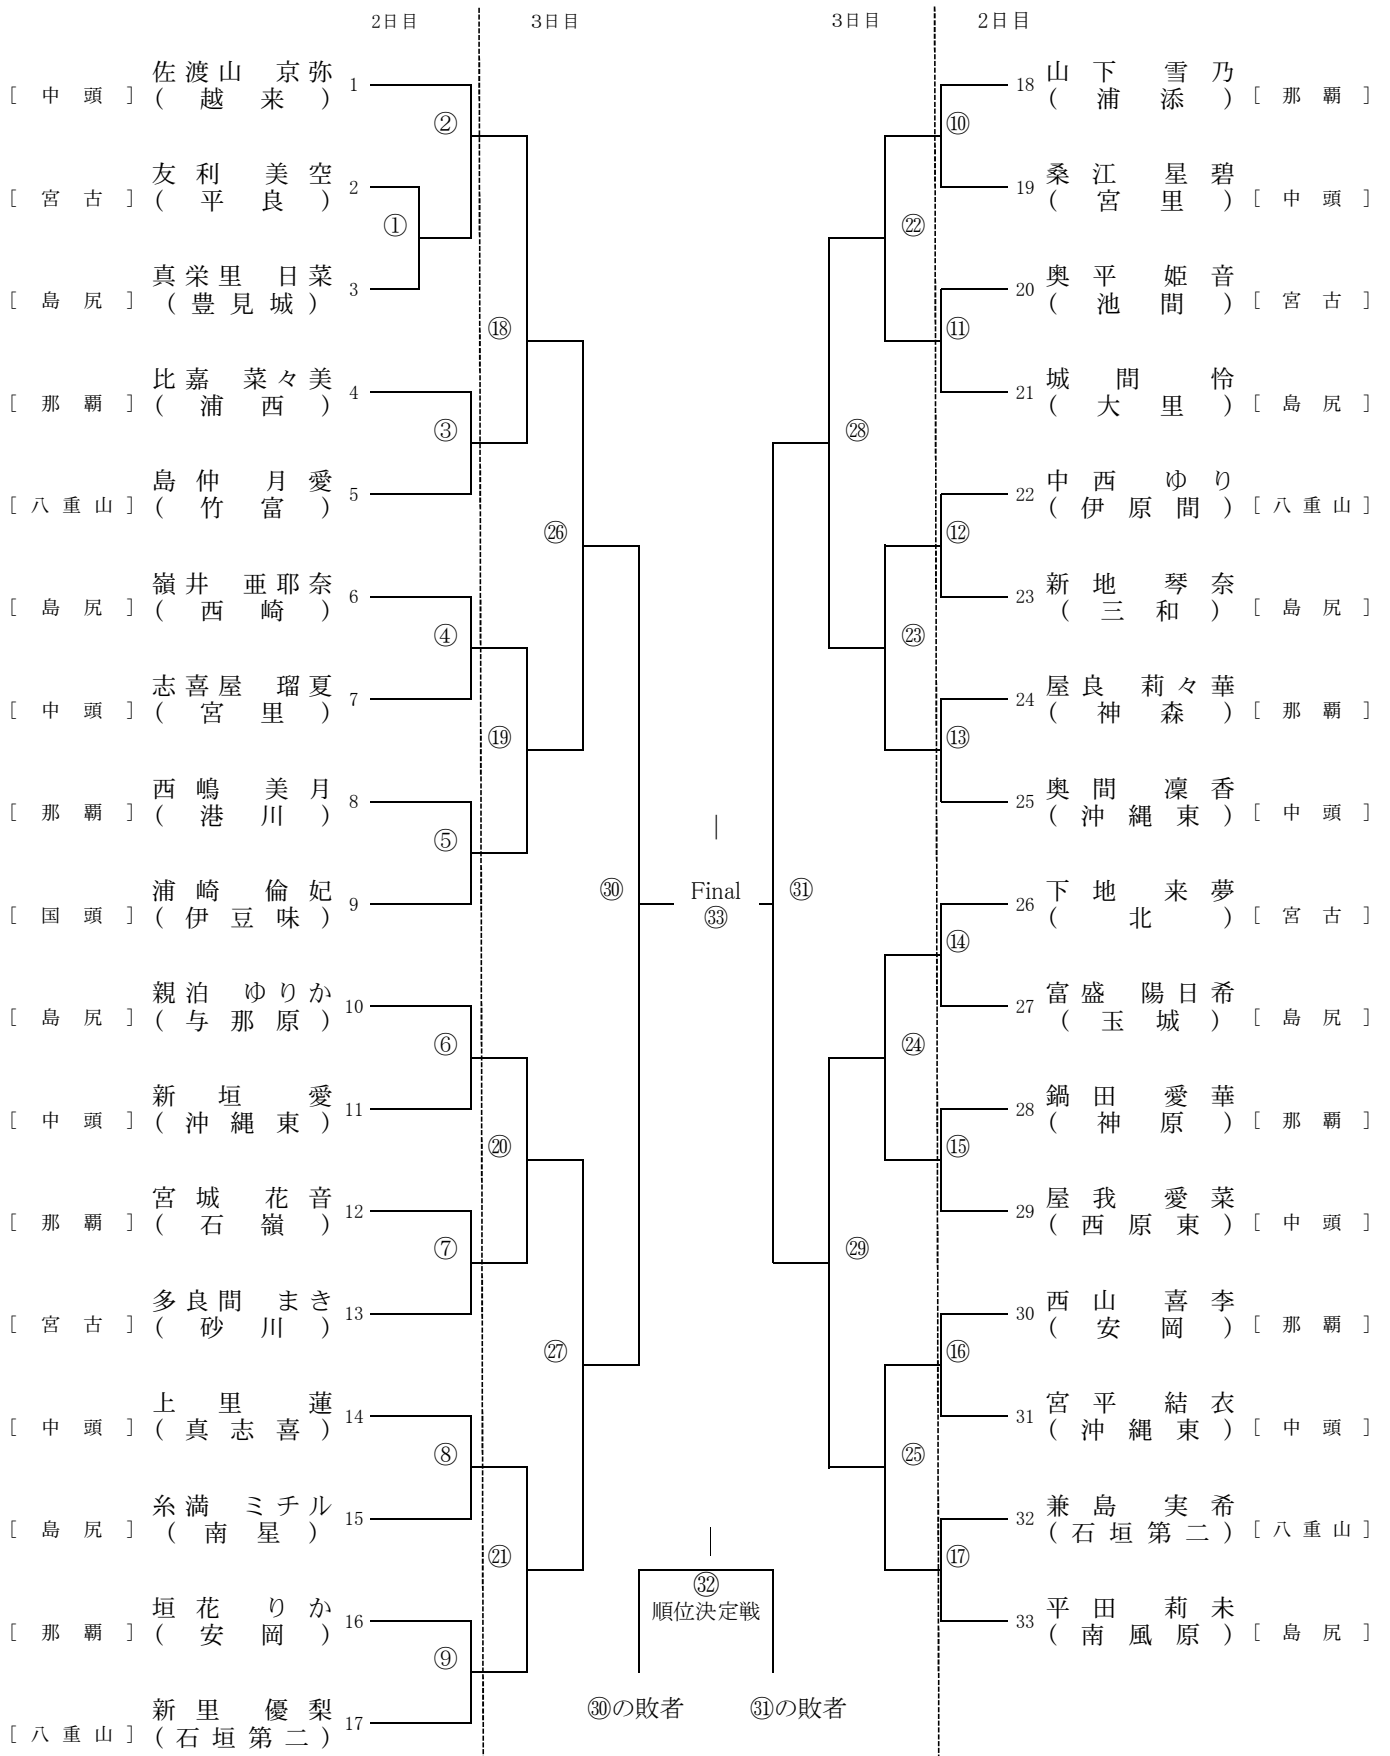 2日目 3日目 3日目 2日目
佐渡山 京弥
[ 中 頭 ] ( 越 来 ) 1
②
友利 美空
[ 宮 古 ] ( 平 良 ) 2
①
真栄里 日菜
[ 島 尻 ] ( 豊見城 ) 3
⑱
比嘉 菜々美
[ 那 覇 ] ( 浦 西 ) 4
③
島仲 月愛
[ 八重山 ] ( 竹 富 ) 5
㉖
嶺井 亜耶奈
[ 島 尻 ] ( 西 崎 ) 6
④
志喜屋 瑠夏
[ 中 頭 ] ( 宮 里 ) 7
⑲
西嶋 美月
[ 那 覇 ] ( 港 川 ) 8
⑤
浦崎 倫妃
[ 国 頭 ] ( 伊豆味 ) 9
㉚
親泊 ゆりか
[ 島 尻 ] ( 与那原 ) 10
⑥
新垣 愛
[ 中 頭 ] ( 沖縄東 ) 11
⑳
宮城 花音
[ 那 覇 ] ( 石 嶺 ) 12
⑦
多良間 まき
[ 宮 古 ] ( 砂 川 ) 13
㉗
上里 蓮
[ 中 頭 ] ( 真志喜 ) 14
⑧
糸満 ミチル
[ 島 尻 ] ( 南 星 ) 15
㉑
垣花 りか
[ 那 覇 ] ( 安 岡 ) 16
⑨
新里 優梨
[ 八重山 ] ( 石垣第二 ) 17
Final
㉝
㉜
順位決定戦
㉚の敗者 ㉛の敗者
18 山下 雪乃
( 浦 添 ) [ 那 覇 ]
⑩
19 桑江 星碧
( 宮 里 ) [ 中 頭 ]
㉒
20 奥平 姫音
( 池 間 ) [ 宮 古 ]
⑪
21 城間 怜
( 大 里 ) [ 島 尻 ]
㉘
22 中西 ゆり
( 伊原間 ) [ 八重山 ]
⑫
23 新地 琴奈
( 三 和 ) [ 島 尻 ]
㉓
24 屋良 莉々華
( 神 森 ) [ 那 覇 ]
⑬
25 奥間 凜香
( 沖縄東 ) [ 中 頭 ]
㉛
26 下地 来夢
( 北 ) [ 宮 古 ]
⑭
27 富盛 陽日希
( 玉 城 ) [ 島 尻 ]
㉔
28 鍋田 愛華
( 神 原 ) [ 那 覇 ]
⑮
29 屋我 愛菜
( 西原東 ) [ 中 頭 ]
㉙
30 西山 喜李
( 安 岡 ) [ 那 覇 ]
⑯
31 宮平 結衣
( 沖縄東 ) [ 中 頭 ]
㉕
32 兼島 実希
( 石垣第二 ) [ 八重山 ]
⑰
33 平田 莉未
( 南風原 ) [ 島 尻 ]